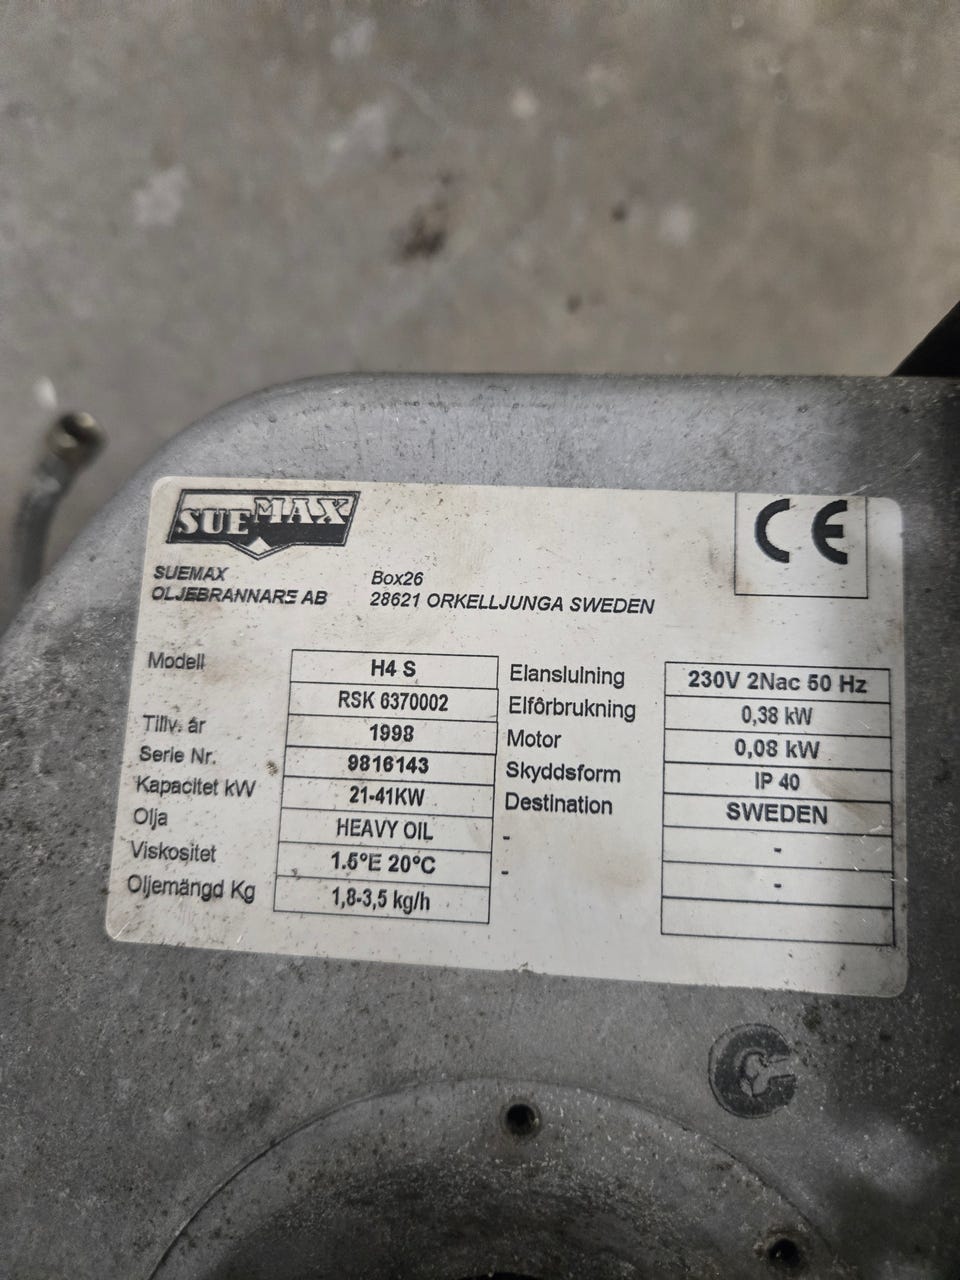 SUEMAX
CE
SUEMAX
OLJEBRANNARE AB
Box26
28621 ORKELLJUNGA SWEDEN
Modell H4 S
RSK 6370002
Tillv. år 1998
Serie Nr. 9816143
Kapacitet kW 21-41KW
Olja HEAVY OIL
Viskositet 1.5°E 20°C
Oljemängd Kg 1,8-3,5 kg/h
Elanslulning 230V 2Nac 50 Hz
Elförbrukning 0,38 kW
Motor 0,08 kW
Skyddsform IP 40
Destination SWEDEN
- -
- -